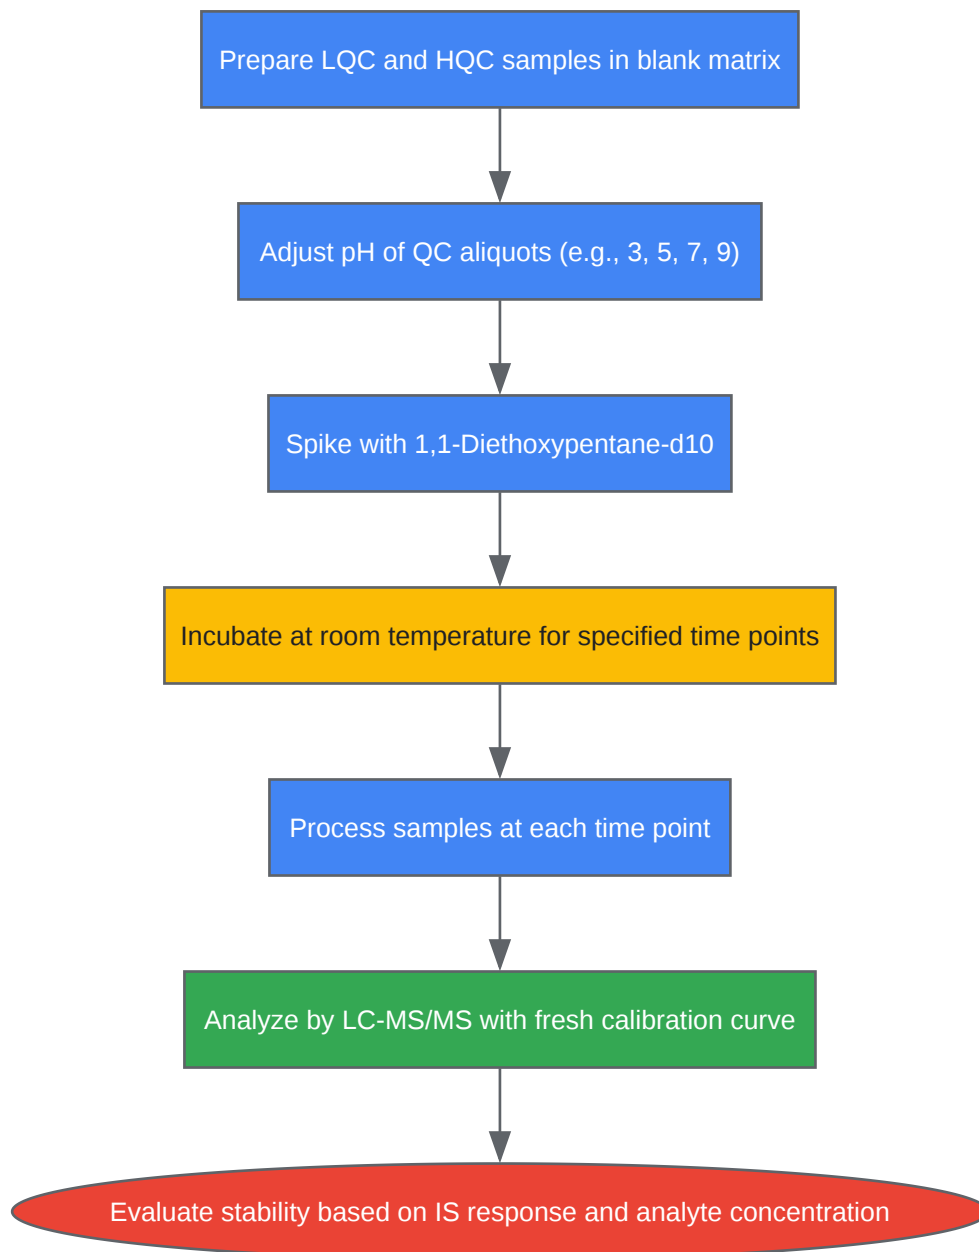 Prepare LQC and HQC samples in blank matrix
Adjust pH of QC aliquots (e.g., 3, 5, 7, 9)
Spike with 1,1-Diethoxypentane-d10
Incubate at room temperature for specified time points
Process samples at each time point
Analyze by LC-MS/MS with fresh calibration curve
Evaluate stability based on IS response and analyte concentration